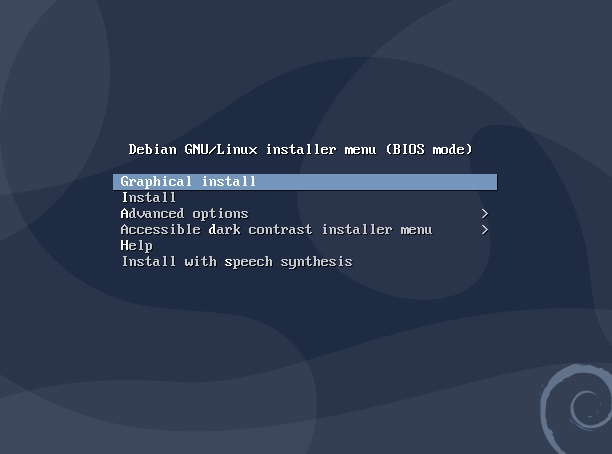 Debian GNU/Linux installer menu (BIOS mode)
Graphical install
Install
Advanced options >
Accessible dark contrast installer menu >
Help
Install with speech synthesis